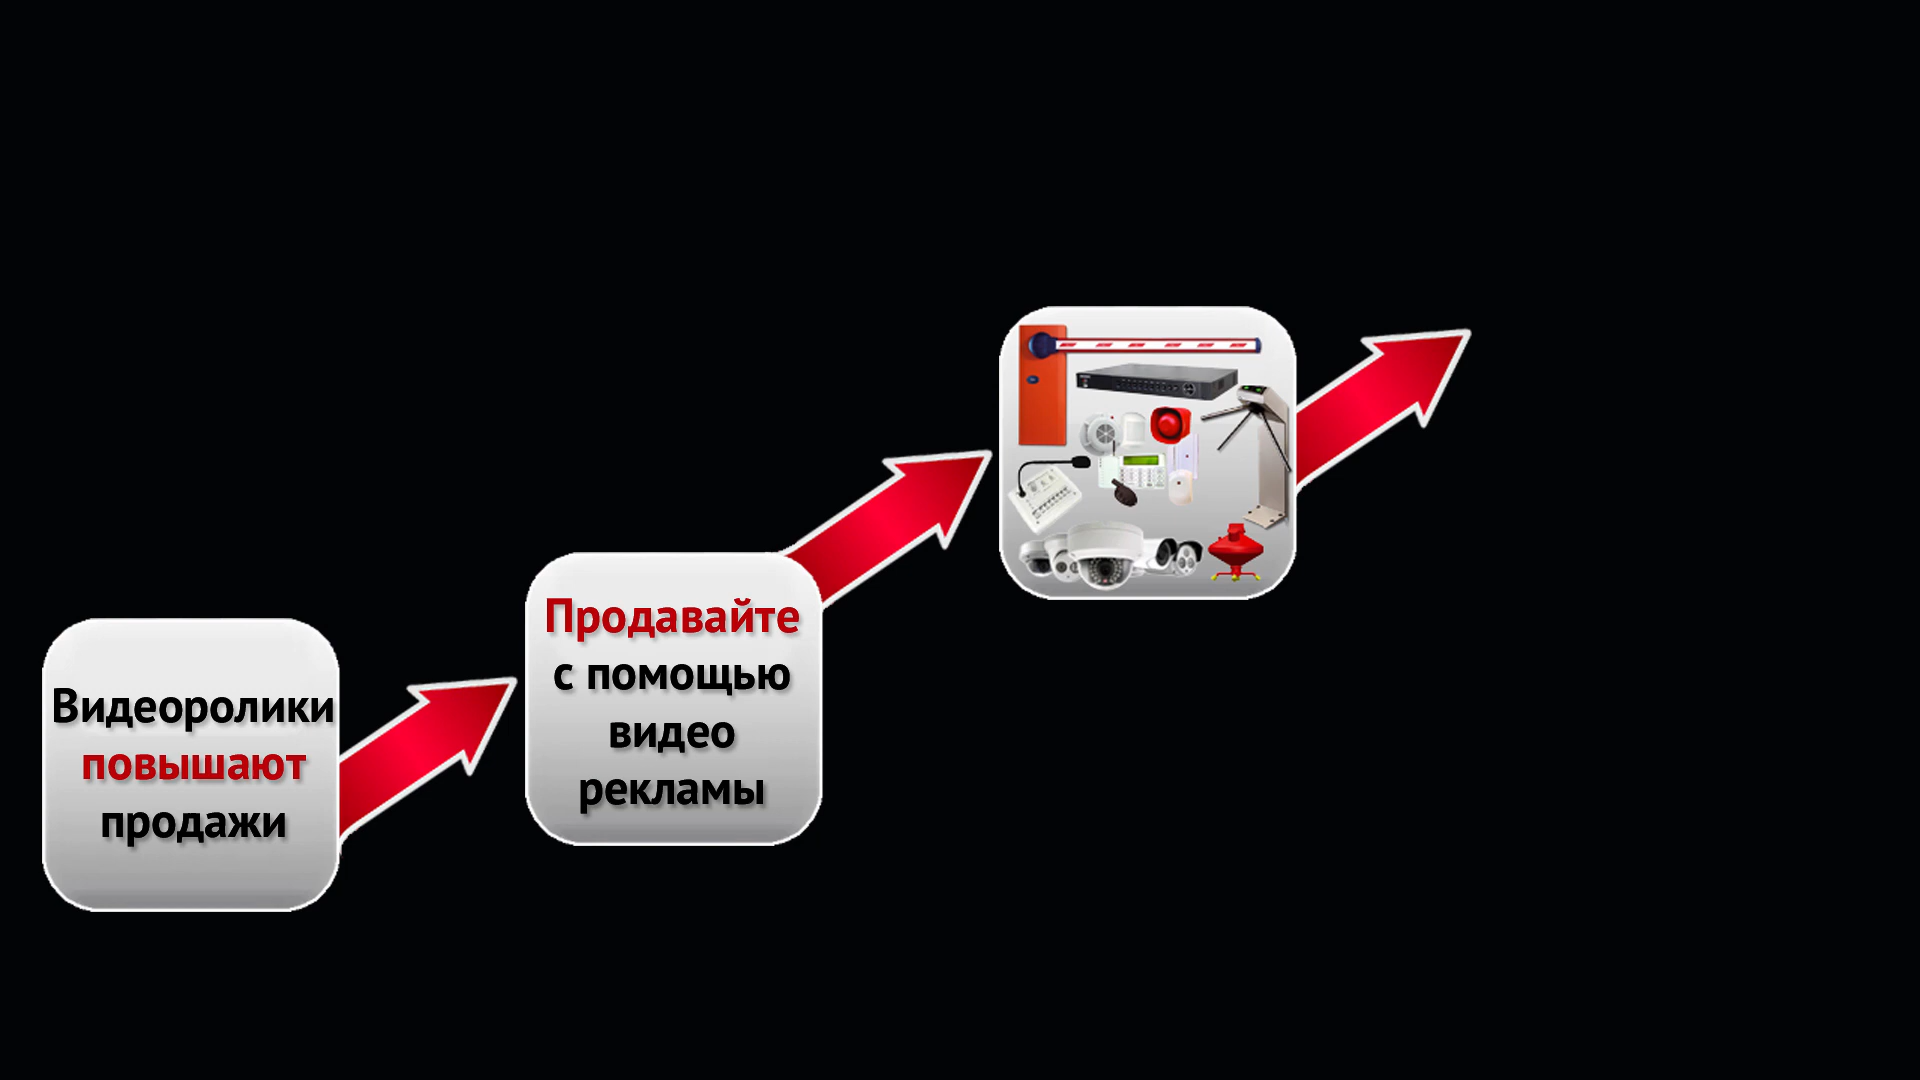 Видеоролики
повышают
продажи
Продавайте
с помощью
видео
рекламы